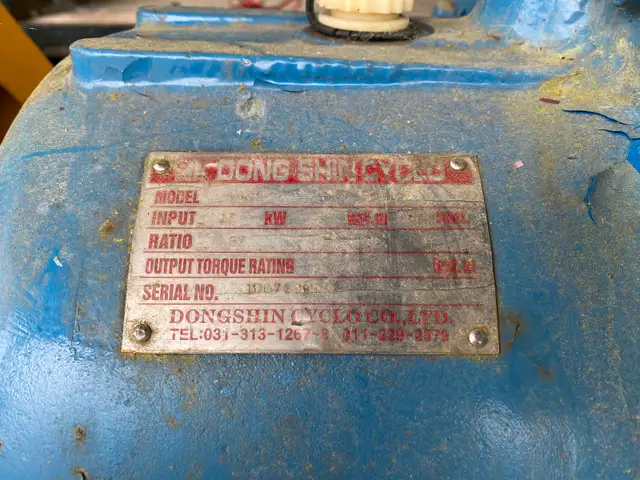 DONG SHIN CYCLO
MODEL
INPUT kW
RATIO
OUTPUT TORQUE RATING
SERIAL NO.
DONGSHIN CYCLO CO., LTD.
TEL:031-313-1267-8 011-229-2379